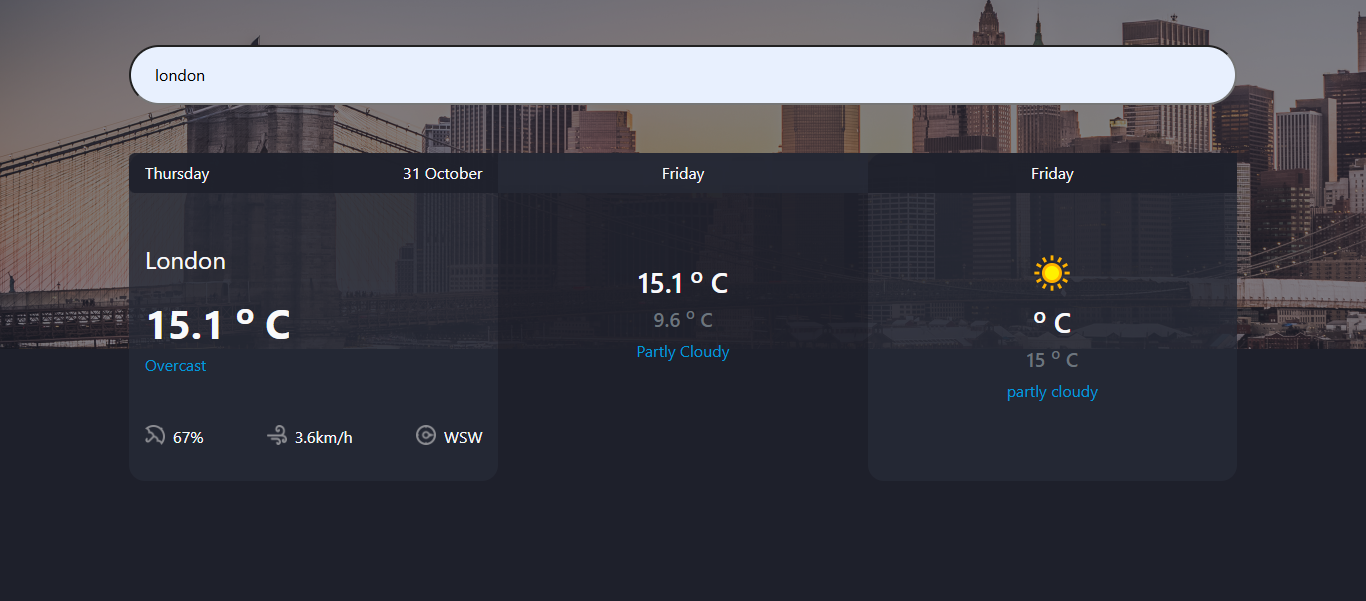 london
Thursday 31 October
London
15.1 o C
Overcast
67% 3.6km/h WSW
Friday
15.1 o C
9.6 o C
Partly Cloudy
Friday
o C
15 o C
partly cloudy